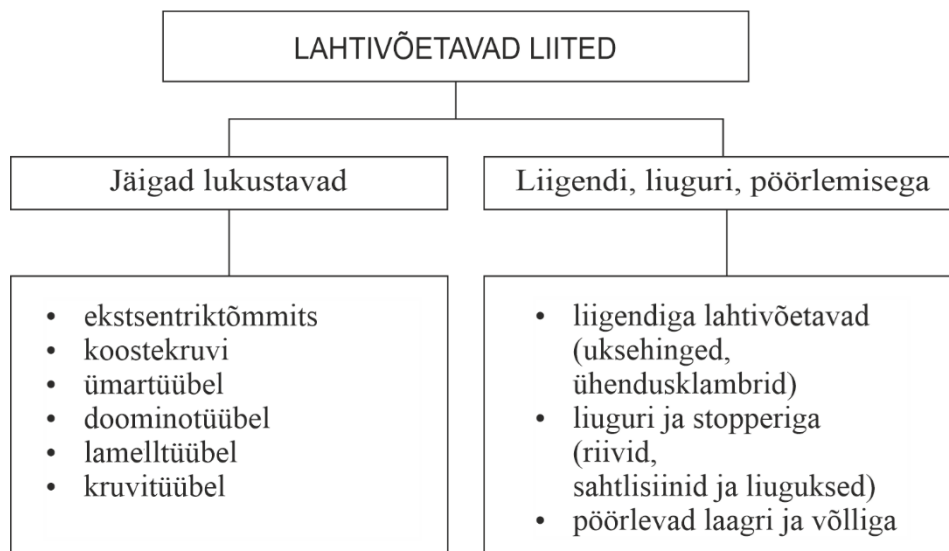 LAHTIVÕETAVAD LIITED
Jäigad lukustavad
Liigendi, liuguri, pöörlemisega
• ekstsentriktõmmits
• koostekruvi
• ümartüübel
• doominotüübel
• lamelltüübel
• kruvitüübel
• liigendiga lahtivõetavad
(uksehinged,
ühendusklambrid)
• liuguri ja stopperiga
(riivid,
sahtlisiinid ja liuguksed)
• pöörlevad laagri ja võlliga